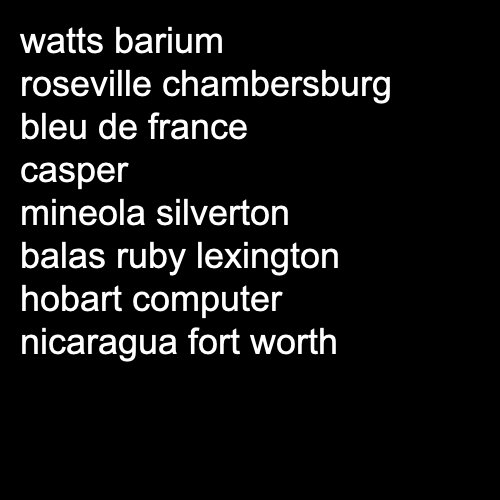 watts barium
roseville chambersburg
bleu de france
casper
mineola silverton
balas ruby lexington
hobart computer
nicaragua fort worth